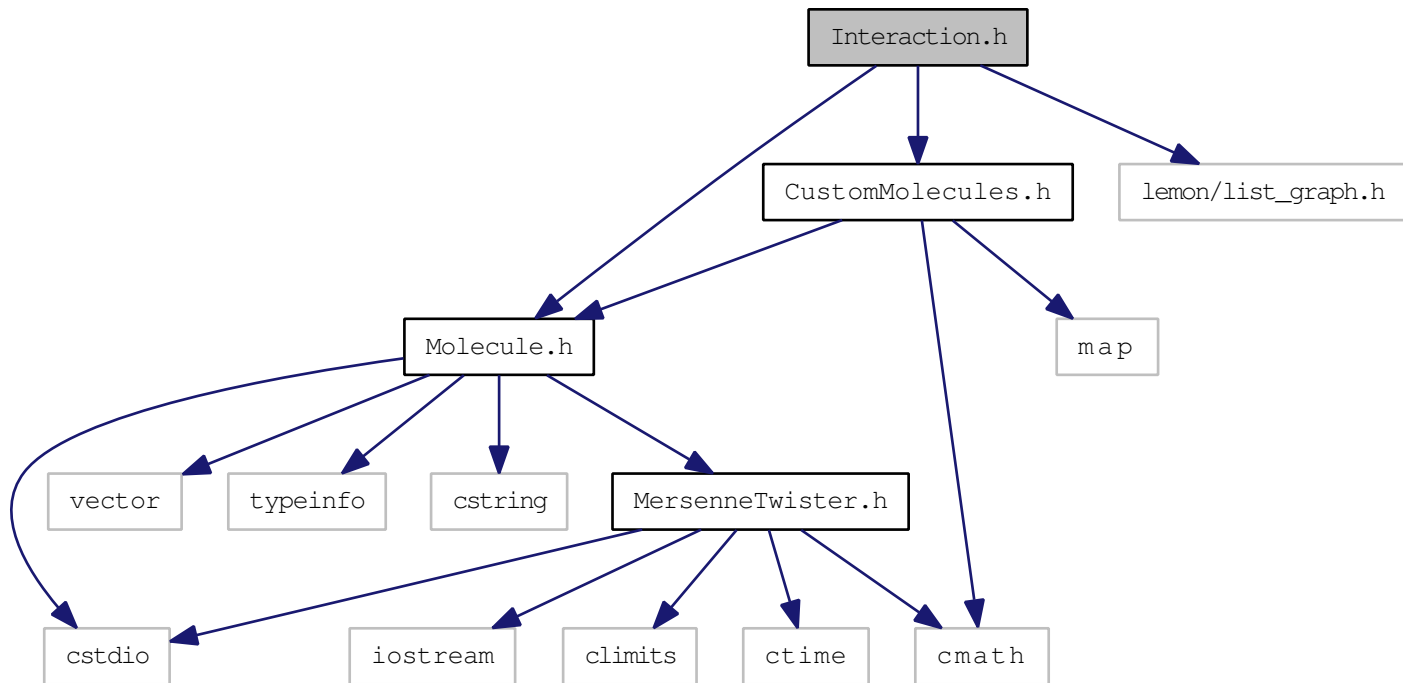 Interaction.h
CustomMolecules.h
lemon/list_graph.h
Molecule.h
map
vector
typeinfo
cstring
MersenneTwister.h
cstdio
iostream
climits
ctime
cmath